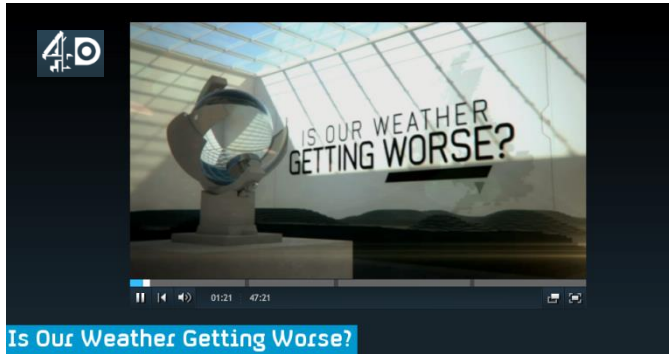 4oD
IS OUR WEATHER
GETTING WORSE?
01:21 47:21
Is Our Weather Getting Worse?